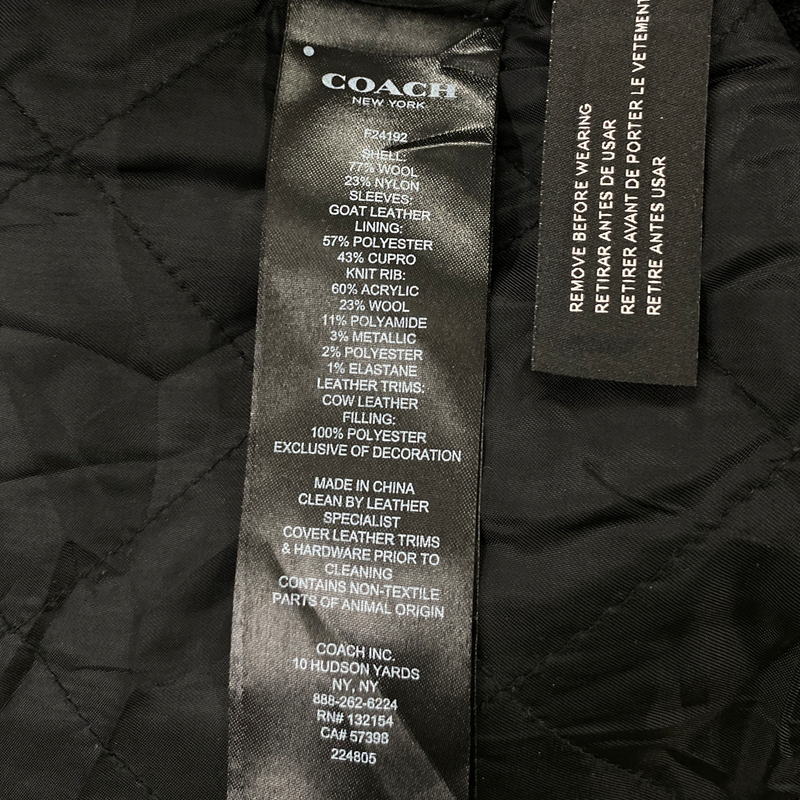 COACH
NEW YORK
F24192
SHELL:
77% WOOL
23% NYLON
SLEEVES:
GOAT LEATHER
LINING:
57% POLYESTER
43% CUPRO
KNIT RIB:
60% ACRYLIC
23% WOOL
11% POLYAMIDE
3% METALLIC
2% POLYESTER
1% ELASTANE
LEATHER TRIMS:
COW LEATHER
FILLING:
100% POLYESTER
EXCLUSIVE OF DECORATION
MADE IN CHINA
CLEAN BY LEATHER
SPECIALIST
COVER LEATHER TRIMS
& HARDWARE PRIOR TO
CLEANING
CONTAINS NON-TEXTILE
PARTS OF ANIMAL ORIGIN
COACH INC.
10 HUDSON YARDS
NY, NY
888-262-6224
RN# 132154
CA# 57398
224805
REMOVE BEFORE WEARING
RETIRAR ANTES DE USAR
RETIRER AVANT DE PORTER LE VETEMENT
RETIRE ANTES USAR